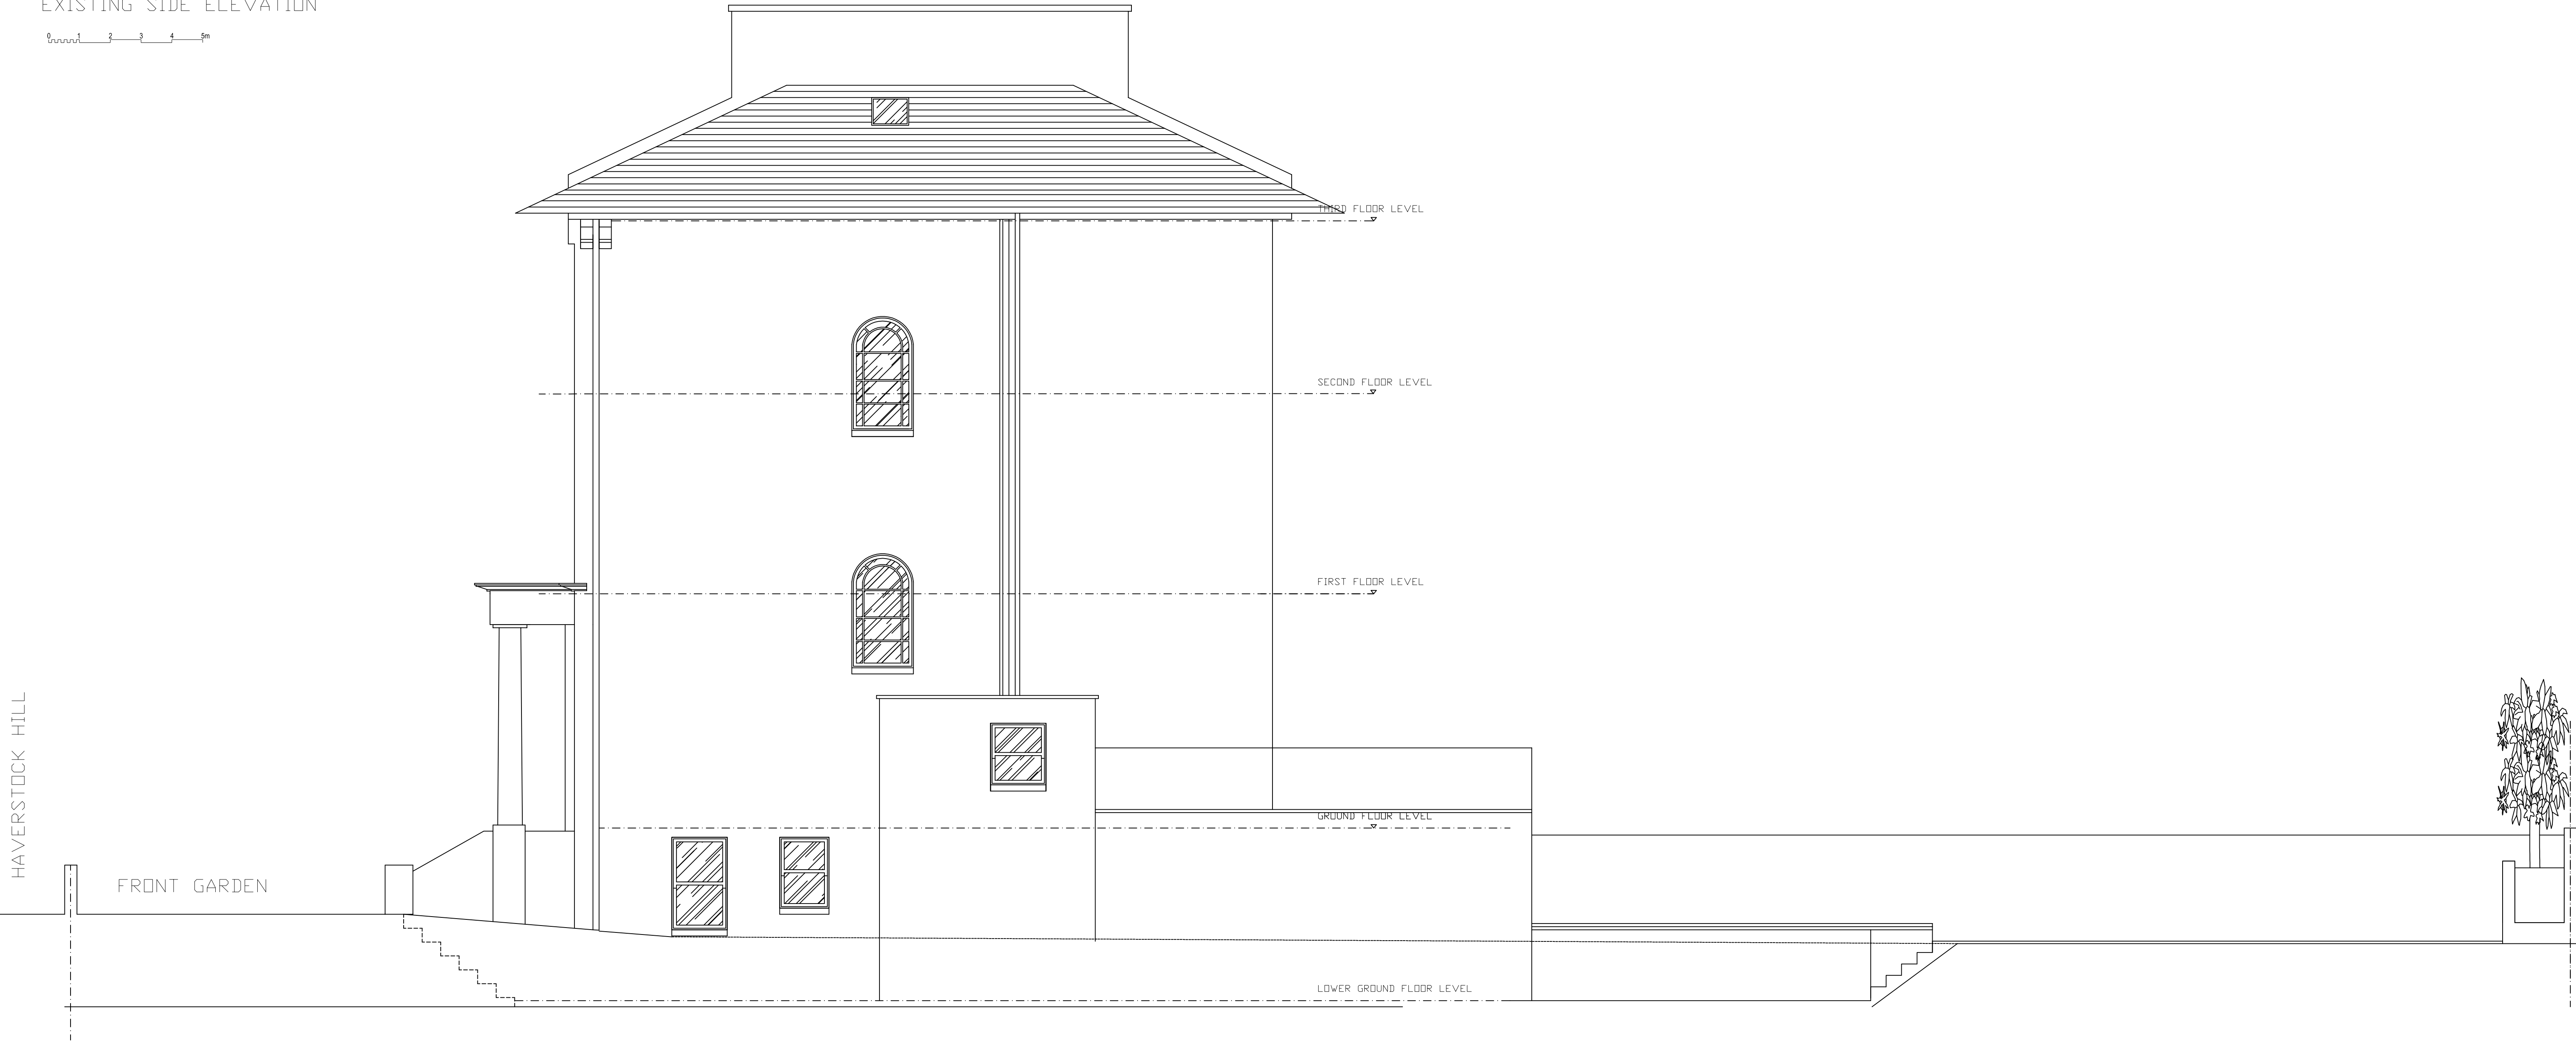 EXISTING SIDE ELEVATION
0 1 2 3 4 5m
THIRD FLOOR LEVEL
SECOND FLOOR LEVEL
FIRST FLOOR LEVEL
HAVERSTOCK HILL
GROUND FLOOR LEVEL
FRONT GARDEN
LOWER GROUND FLOOR LEVEL